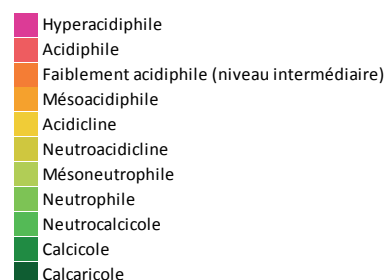 Hyperacidiphile
Acidiphile
Faiblement acidiphile (niveau intermédiaire)
Mésoacidiphile
Acidicline
Neutroacidicline
Mésoneutrophile
Neutrophile
Neutrocalcicole
Calcicole
Calcaricole